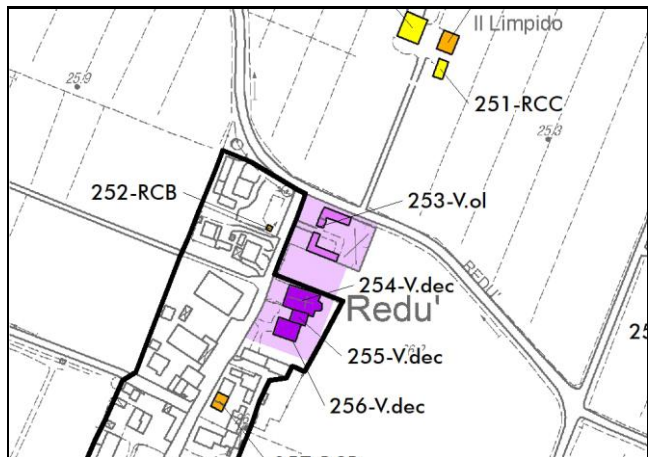 Il Limpido
25.9
251-RCC
25.3
252-RCB
253-V.ol
REDU'
254-V.dec
Redu'
255-V.dec
256-V.dec